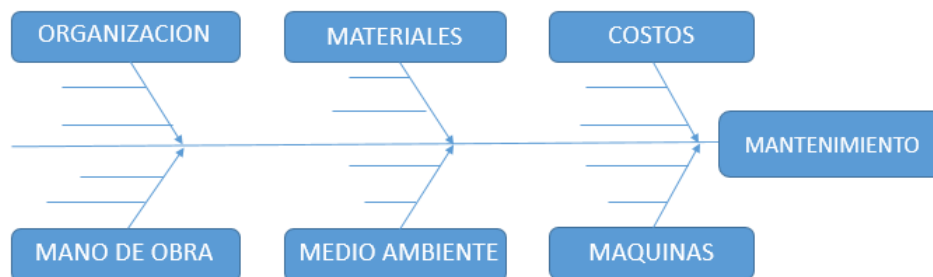 ORGANIZACION
MATERIALES
COSTOS
MANTENIMIENTO
MANO DE OBRA
MEDIO AMBIENTE
MAQUINAS